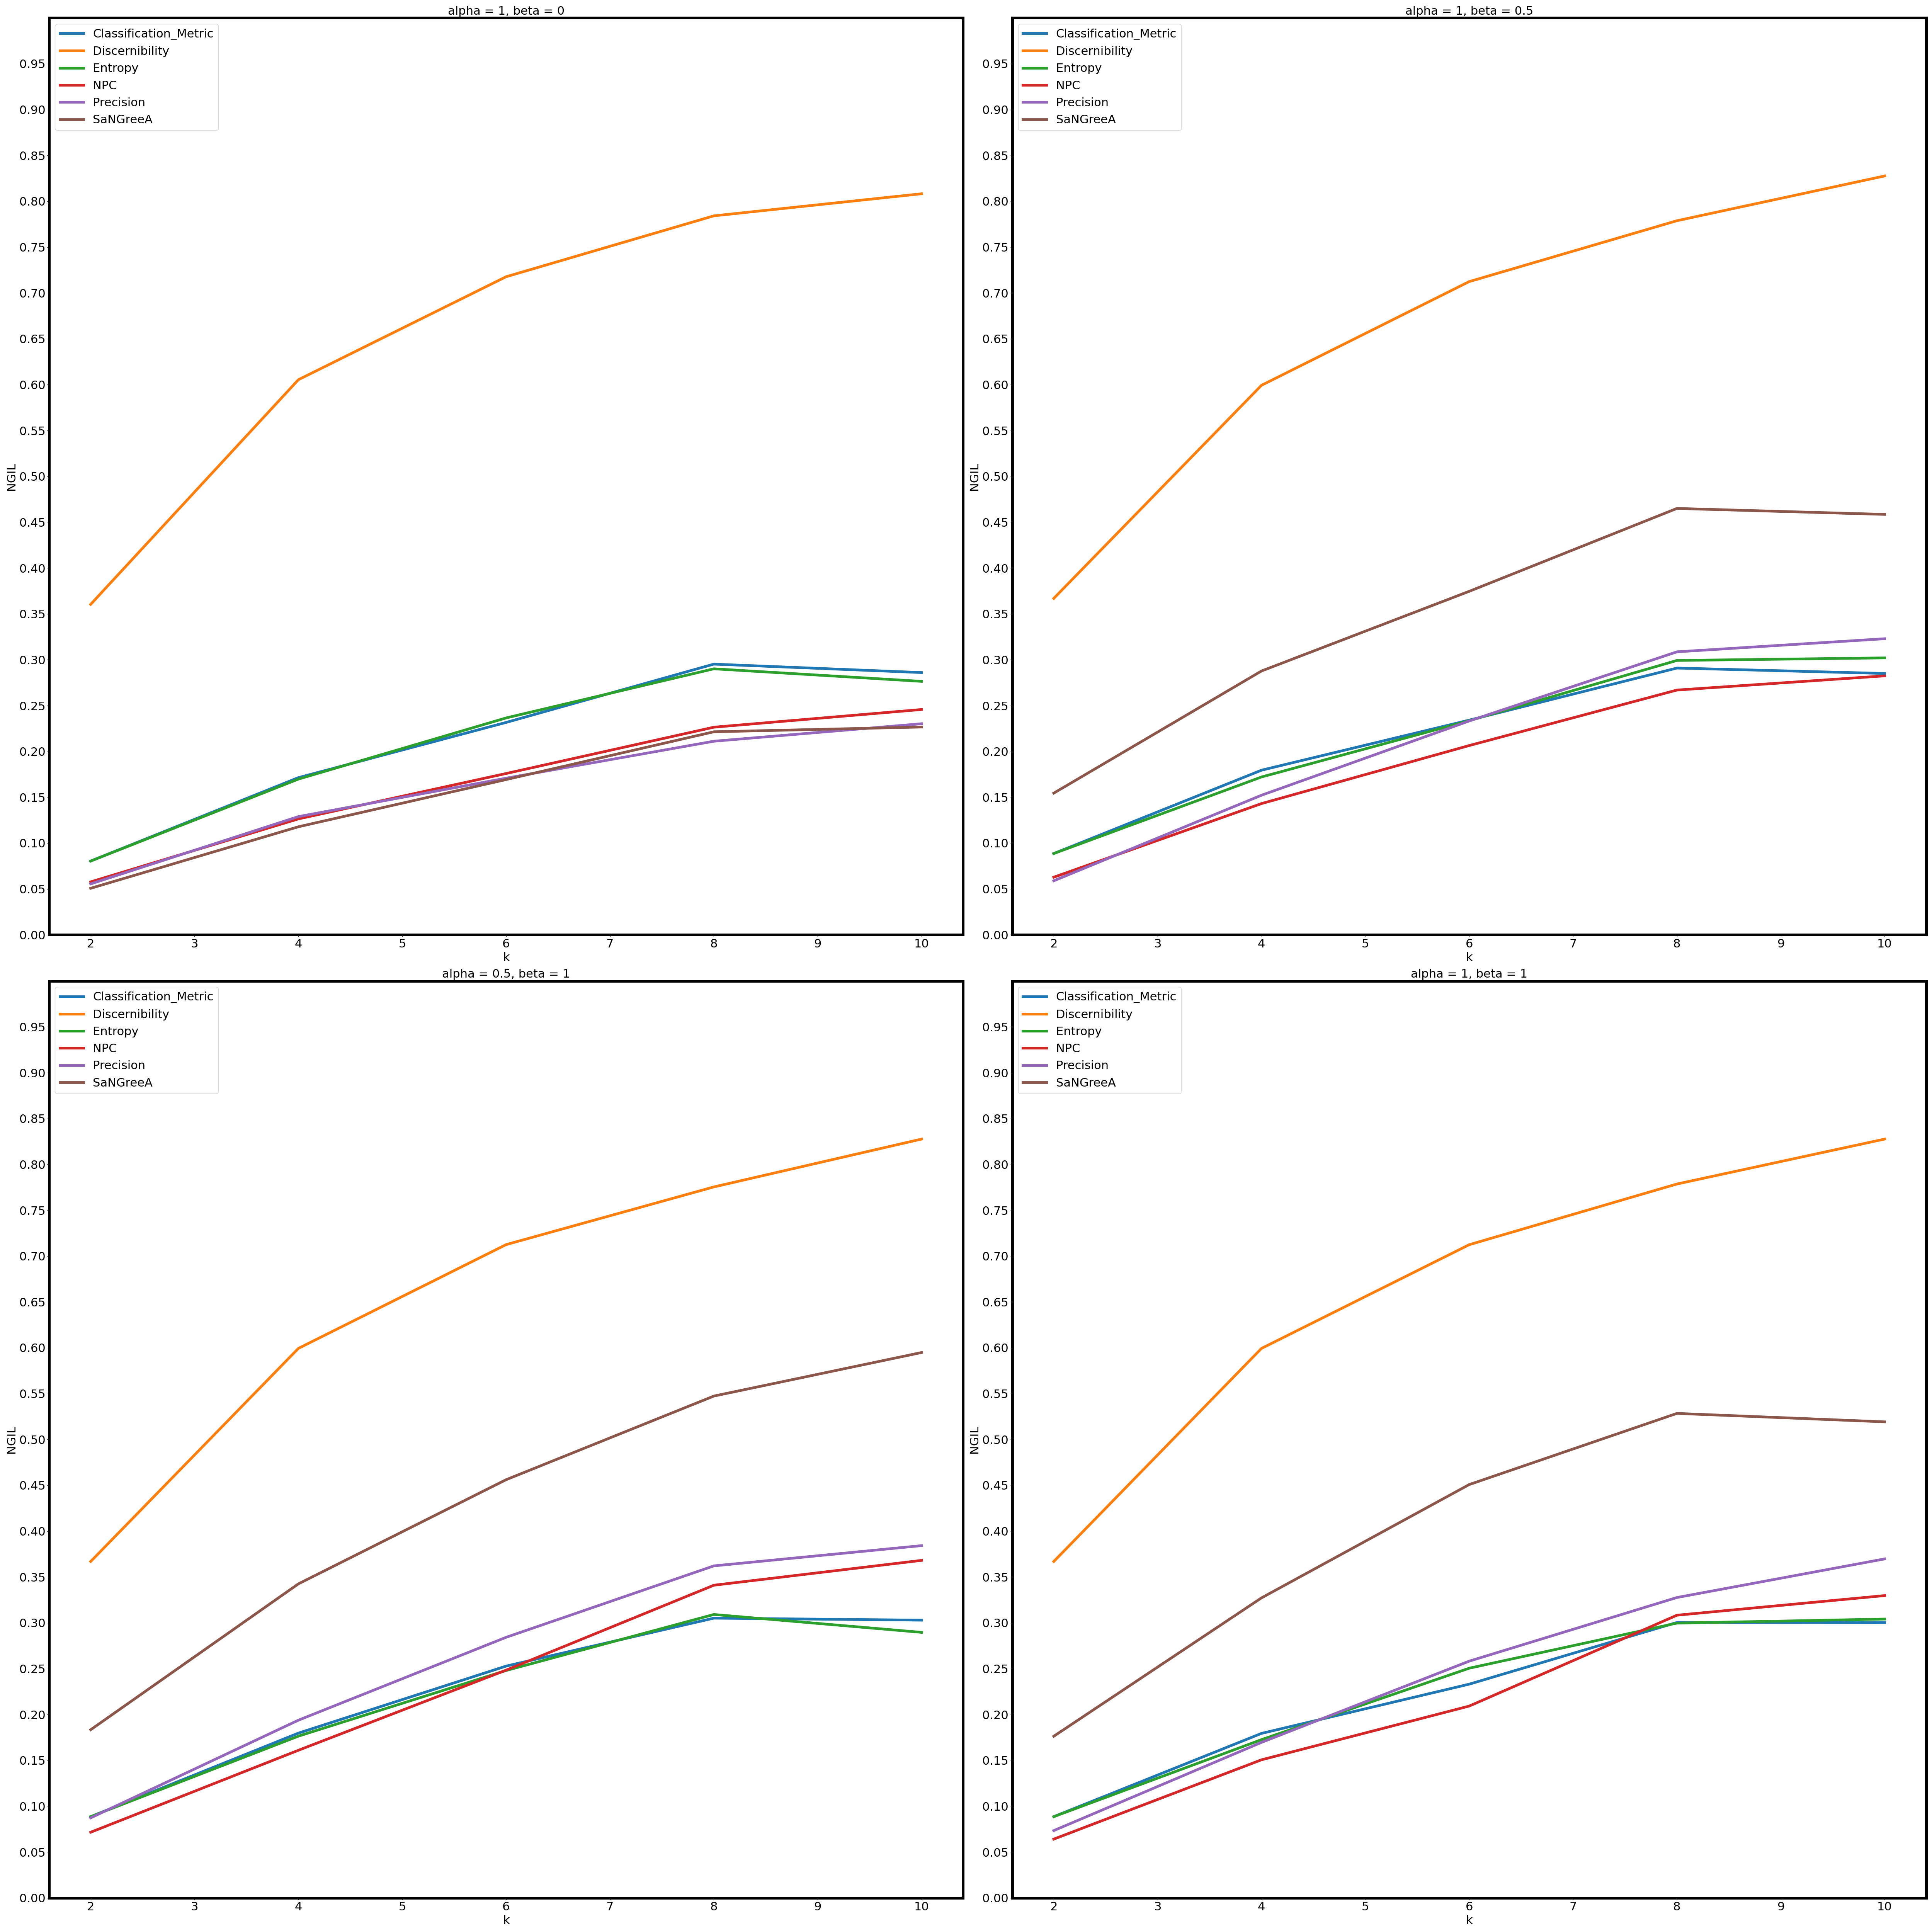 alpha = 1, beta = 0
Classification_Metric
Discernibility
Entropy
NPC
Precision
SaNGreeA
0.95
0.90
0.85
0.80
0.75
0.70
0.65
0.60
0.55
0.50
0.45
0.40
0.35
0.30
0.25
0.20
0.15
0.10
0.05
0.00
NGIL
2 3 4 5 6 7 8 9 10
k
alpha = 1, beta = 0.5
Classification_Metric
Discernibility
Entropy
NPC
Precision
SaNGreeA
0.95
0.90
0.85
0.80
0.75
0.70
0.65
0.60
0.55
0.50
0.45
0.40
0.35
0.30
0.25
0.20
0.15
0.10
0.05
0.00
NGIL
2 3 4 5 6 7 8 9 10
k
alpha = 0.5, beta = 1
Classification_Metric
Discernibility
Entropy
NPC
Precision
SaNGreeA
0.95
0.90
0.85
0.80
0.75
0.70
0.65
0.60
0.55
0.50
0.45
0.40
0.35
0.30
0.25
0.20
0.15
0.10
0.05
0.00
NGIL
2 3 4 5 6 7 8 9 10
k
alpha = 1, beta = 1
Classification_Metric
Discernibility
Entropy
NPC
Precision
SaNGreeA
0.95
0.90
0.85
0.80
0.75
0.70
0.65
0.60
0.55
0.50
0.45
0.40
0.35
0.30
0.25
0.20
0.15
0.10
0.05
0.00
NGIL
2 3 4 5 6 7 8 9 10
k